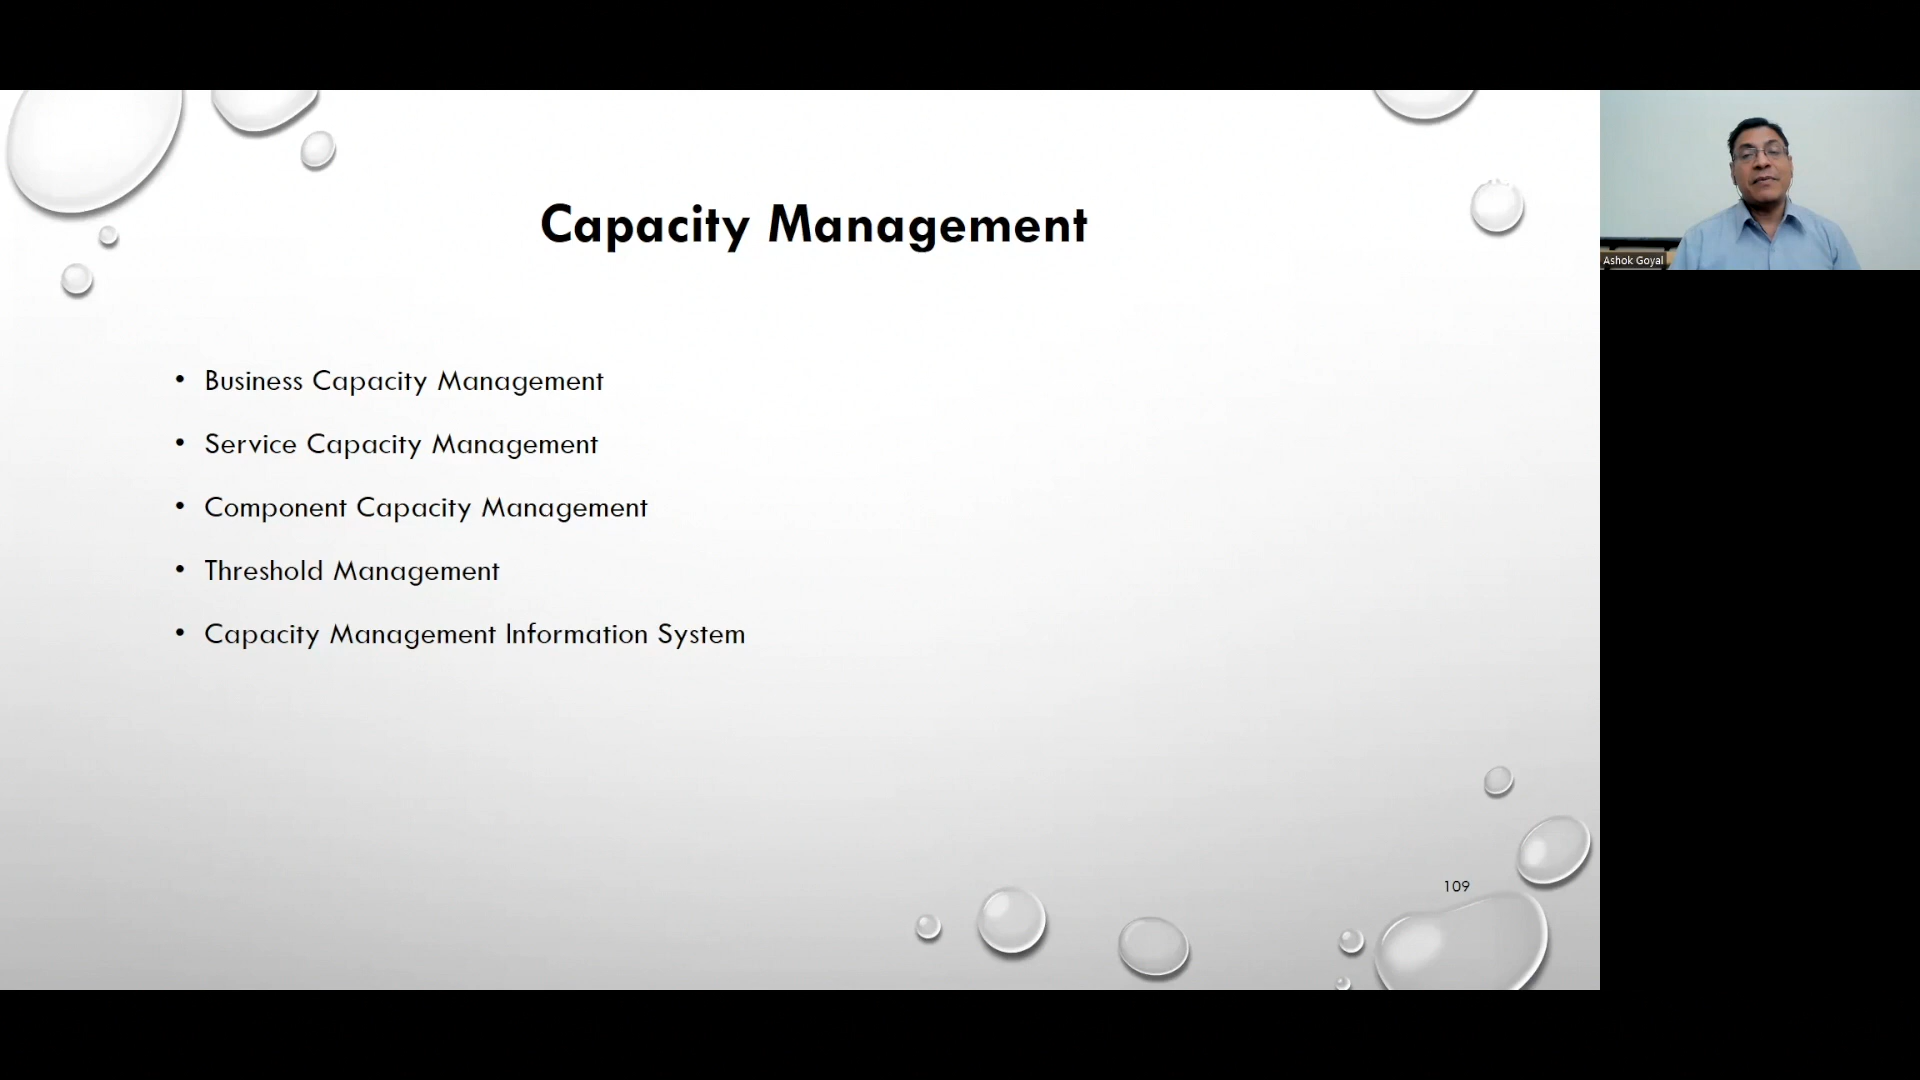 Capacity Management
Ashok Goyal
• Business Capacity Management
• Service Capacity Management
• Component Capacity Management
• Threshold Management
• Capacity Management Information System
109